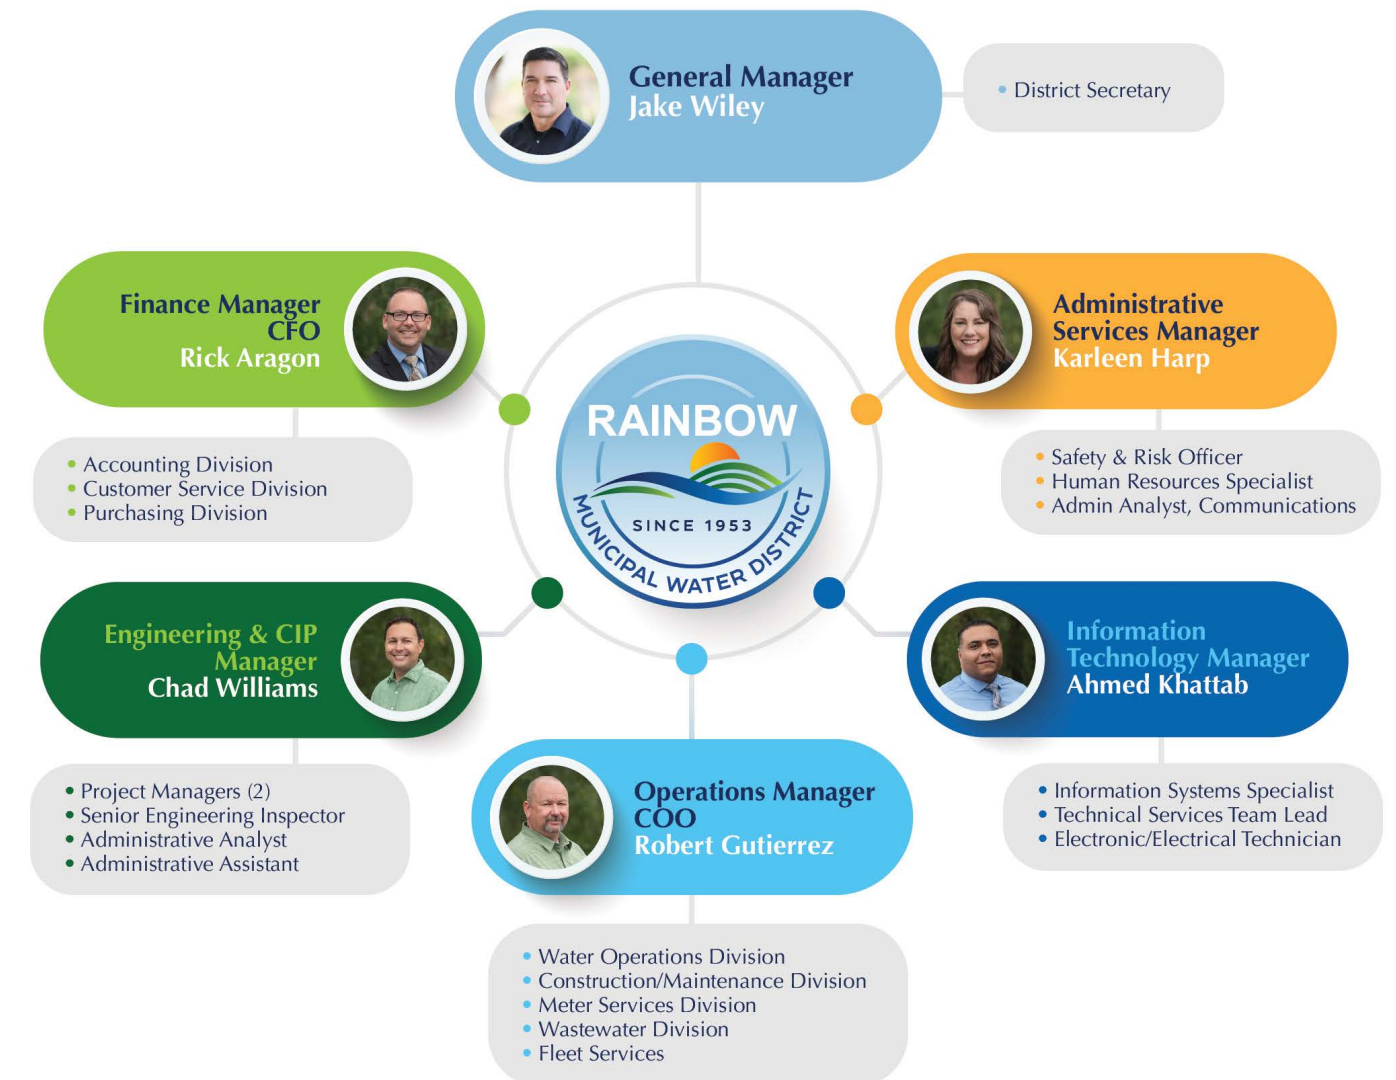 General Manager
Jake Wiley
• District Secretary
Finance Manager
CFO
Rick Aragon
• Accounting Division
• Customer Service Division
• Purchasing Division
Administrative
Services Manager
Karleen Harp
• Safety & Risk Officer
• Human Resources Specialist
• Admin Analyst, Communications
RAINBOW
SINCE 1953
MUNICIPAL WATER DISTRICT
Engineering & CIP
Manager
Chad Williams
• Project Managers (2)
• Senior Engineering Inspector
• Administrative Analyst
• Administrative Assistant
Information
Technology Manager
Ahmed Khattab
• Information Systems Specialist
• Technical Services Team Lead
• Electronic/Electrical Technician
Operations Manager
COO
Robert Gutierrez
• Water Operations Division
• Construction/Maintenance Division
• Meter Services Division
• Wastewater Division
• Fleet Services